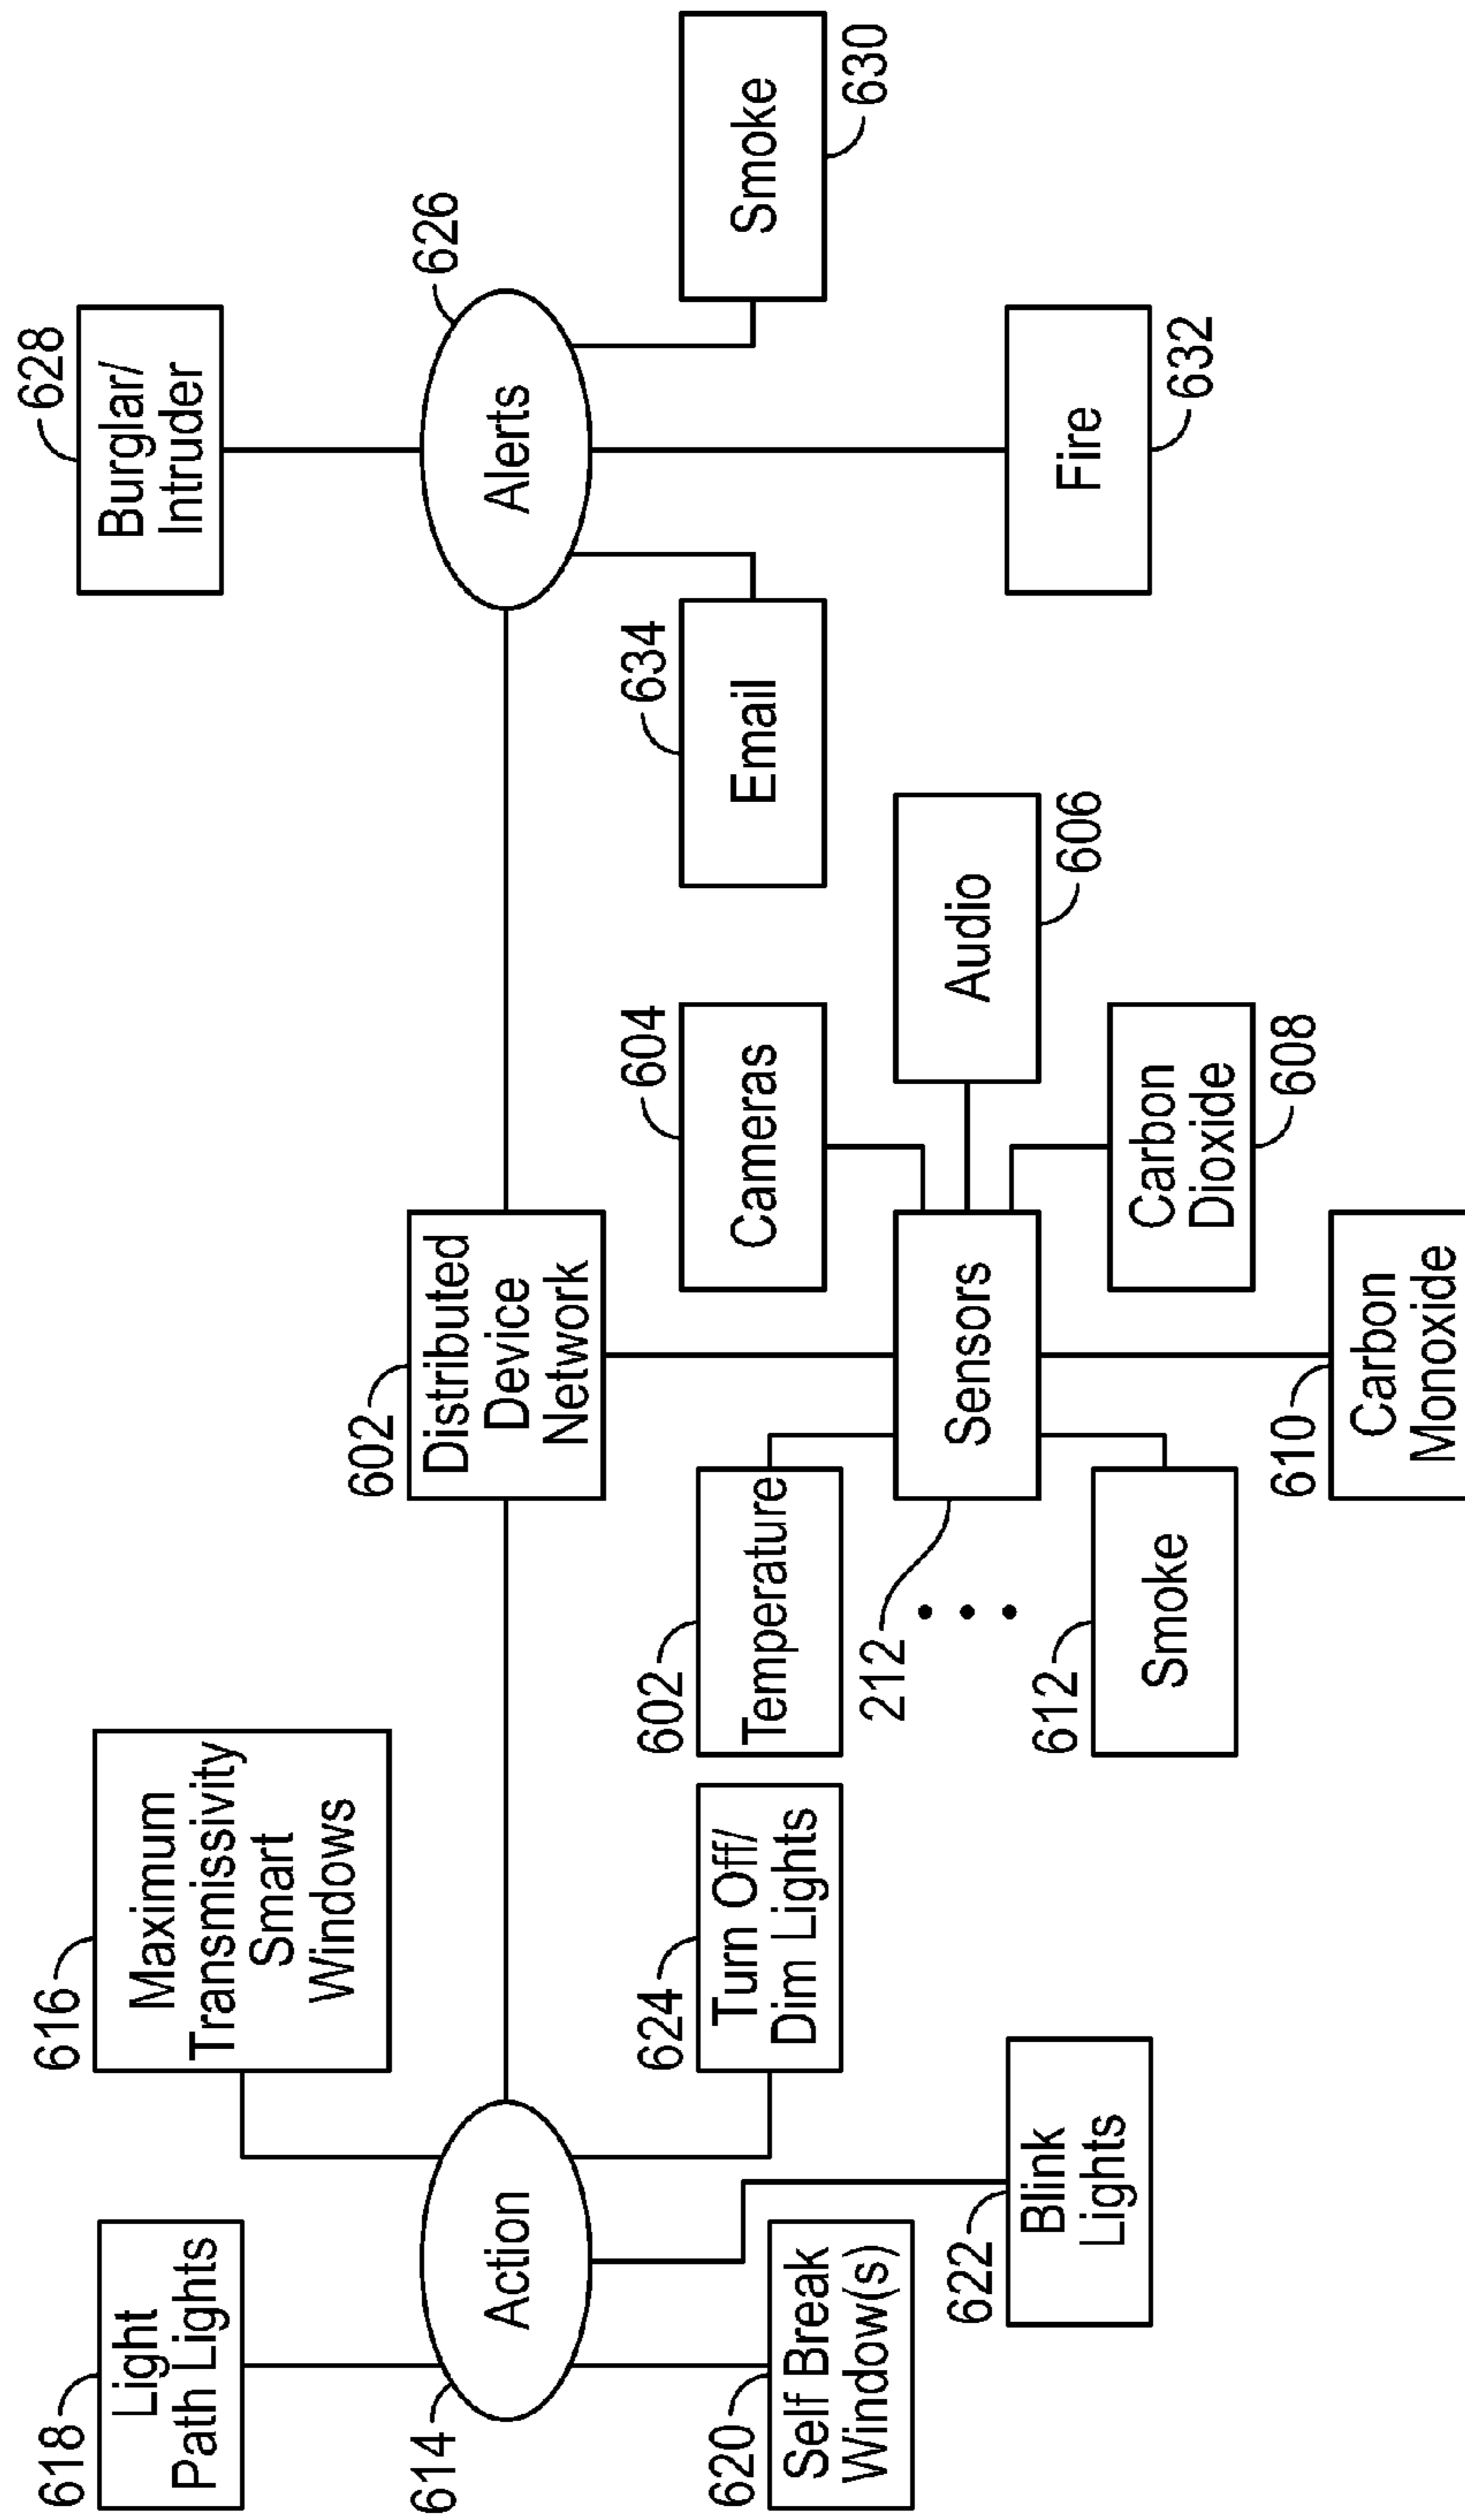 618
Light
Path Lights
616
Maximum
Transmissivity
Smart
Windows
628
Burglar/
Intruder
614
Action
602
Distributed
Device
Network
626
Alerts
620
Self Break
Window(s)
624
Turn Off/
Dim Lights
602
Temperature
604
Cameras
634
Email
Smoke
630
622
Blink
Lights
212
Sensors
Audio
606
612
Smoke
Carbon
Dioxide
608
Fire
632
610
Carbon
Monoxide